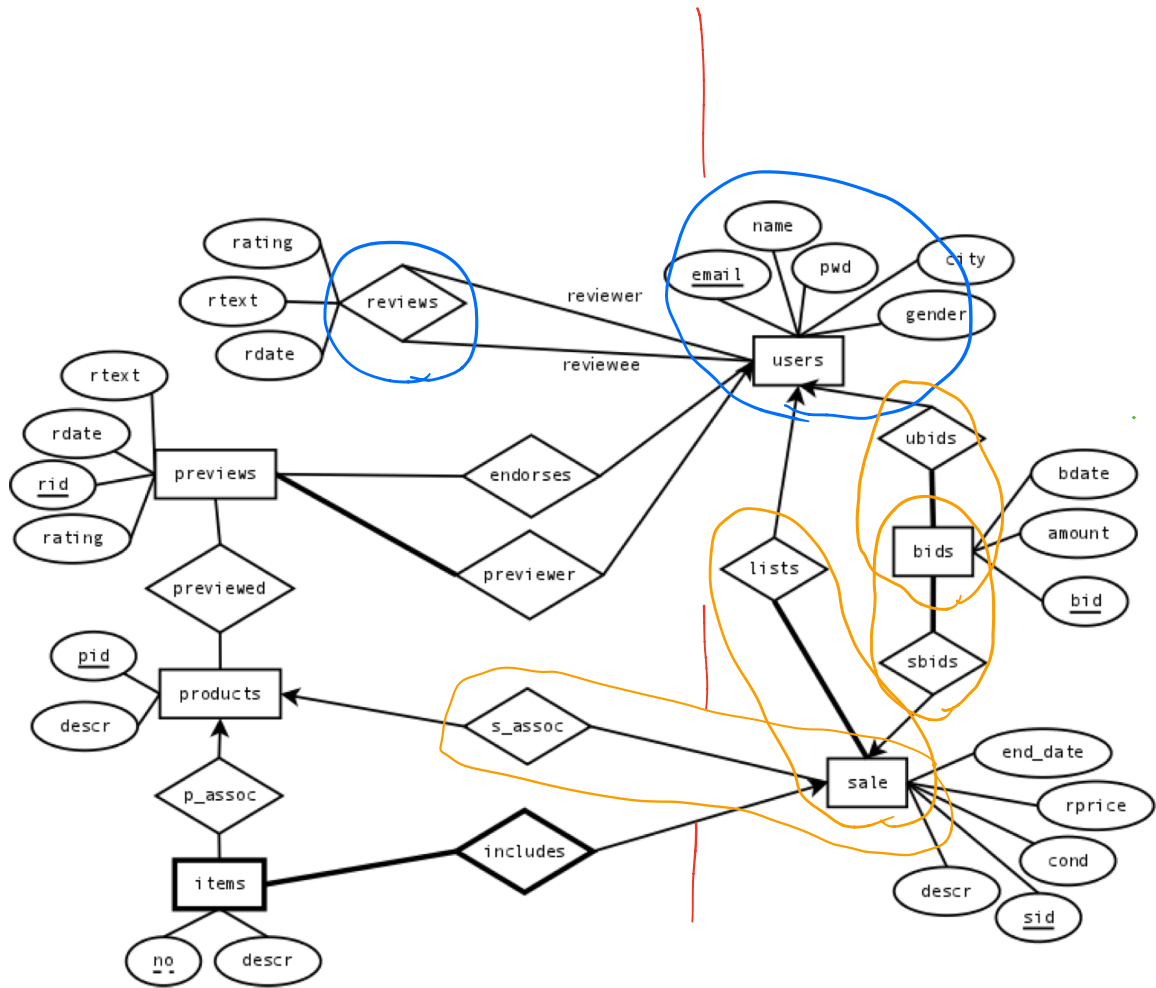 name
rating
city
email
pwd
reviewer
rtext
reviews
gender
rdate
reviewee
users
rtext
rdate
ubids
previews
endorses
bdate
rid
rating
amount
bids
lists
previewer
previewed
bid
pid
sbids
products
descr
s_assoc
end_date
sale
p_assoc
rprice
includes
cond
items
descr
sid
no
descr